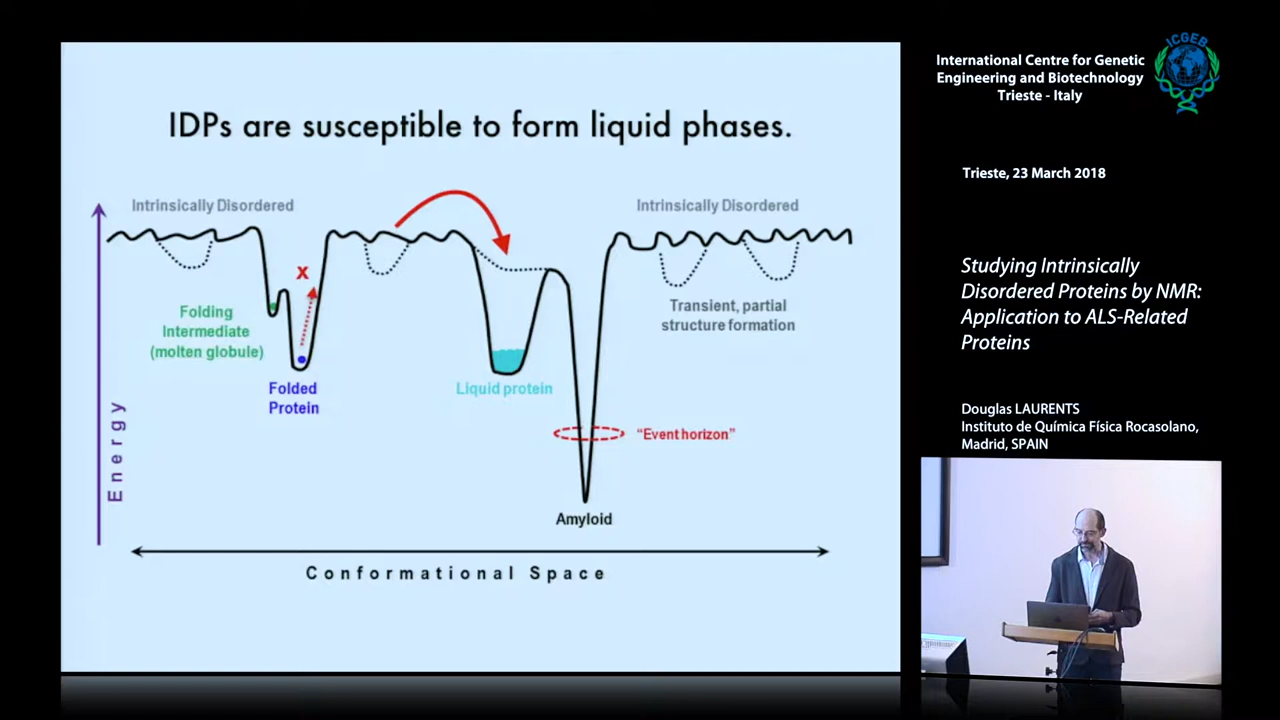 IDPs are susceptible to form liquid phases.
Intrinsically Disordered
Intrinsically Disordered
x
Folding
Intermediate
(molten globule)
Transient, partial
structure formation
Folded
Protein
Liquid protein
"Event horizon"
Energy
Amyloid
Conformational Space
ICGEB
International Centre for Genetic
Engineering and Biotechnology
Trieste - Italy
Trieste, 23 March 2018
Studying Intrinsically
Disordered Proteins by NMR:
Application to ALS-Related
Proteins
Douglas LAURENTS
Instituto de Química Física Rocasolano,
Madrid, SPAIN